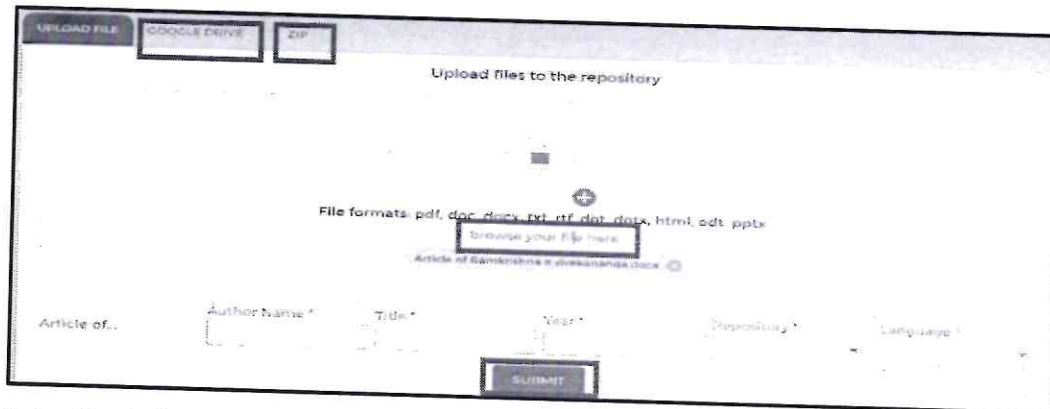 UPLOAD FILE GOOGLE DRIVE ZIP
Upload files to the repository
File formats: pdf, doc, docx, txt, rtf, dot, dotx, html, odt, pptx
browse your file here
Article of Ramkrishna n vivekananda.docx
Article of... Author Name * Title * Year * Repository * Language *
SUBMIT